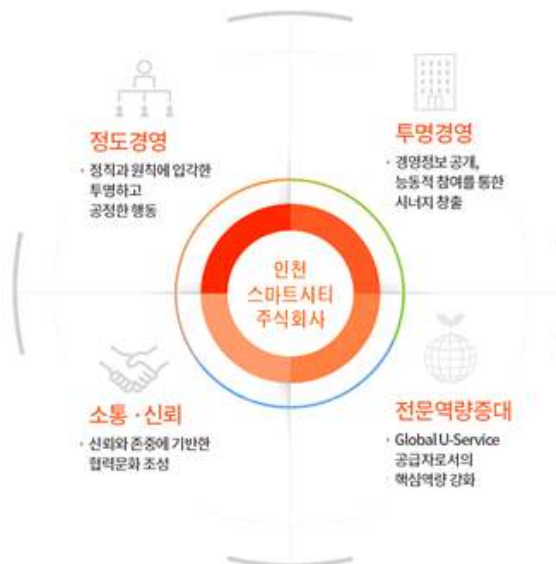 정도경영
· 정직과 원칙에 입각한
투명하고
공정한 행동
투명경영
· 경영정보 공개,
능동적 참여를 통한
시너지 창출
인천
스마트시티
주식회사
소통 · 신뢰
· 신뢰와 존중에 기반한
협력문화 조성
전문역량증대
· Global U-Service
공급자로서의
핵심역량 강화